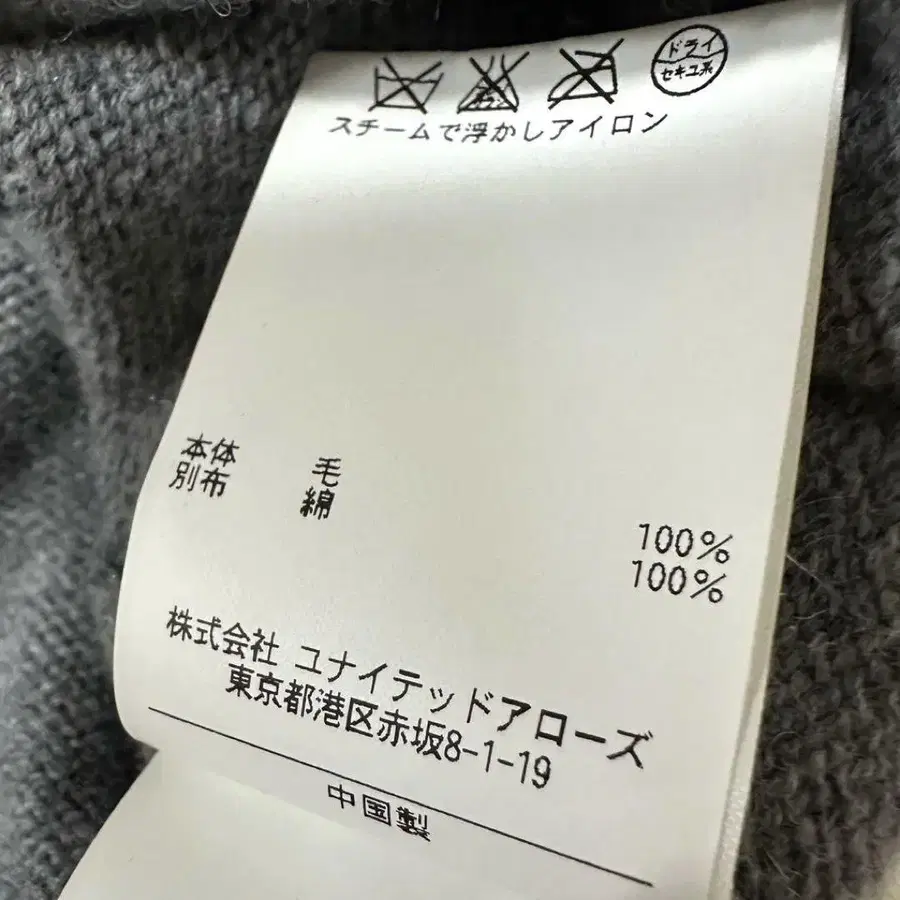 ドライ
セキユ系
スチームで浮かしアイロン
本体 毛 100%
別布 綿 100%
株式会社 ユナイテッドアローズ
東京都港区赤坂8-1-19
中国製